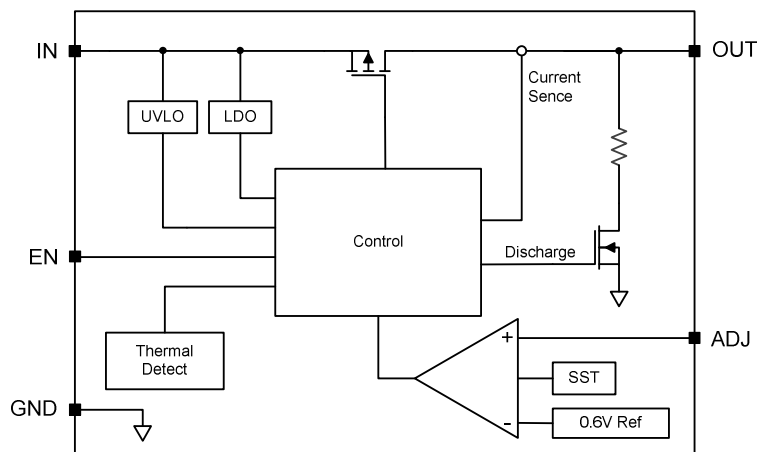 IN
OUT
Current
Sence
UVLO
LDO
Control
EN
Discharge
Thermal
Detect
+
ADJ
SST
GND
-
0.6V Ref